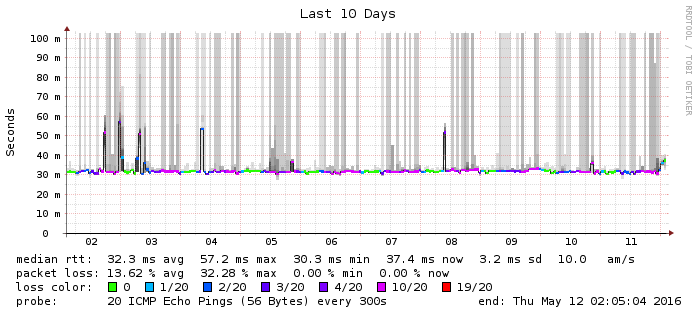 Last 10 Days
RRDTOOL / TOBI OETIKER
Seconds
100 m
90 m
80 m
70 m
60 m
50 m
40 m
30 m
20 m
10 m
0
02 03 04 05 06 07 08 09 10 11
median rtt: 32.3 ms avg 57.2 ms max 30.3 ms min 37.4 ms now 3.2 ms sd 10.0 am/s
packet loss: 13.62 % avg 32.28 % max 0.00 % min 0.00 % now
loss color: 0 1/20 2/20 3/20 4/20 10/20 19/20
probe: 20 ICMP Echo Pings (56 Bytes) every 300s end: Thu May 12 02:05:04 2016